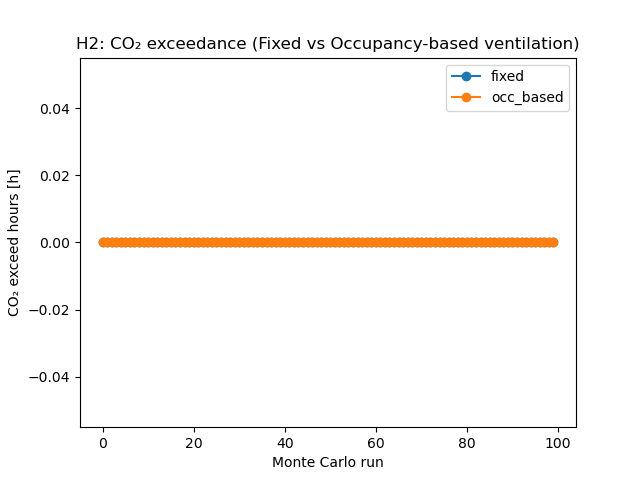 H2: CO₂ exceedance (Fixed vs Occupancy-based ventilation)
fixed
occ_based
CO₂ exceed hours [h]
0.04
0.02
0.00
−0.02
−0.04
0
20
40
60
80
100
Monte Carlo run